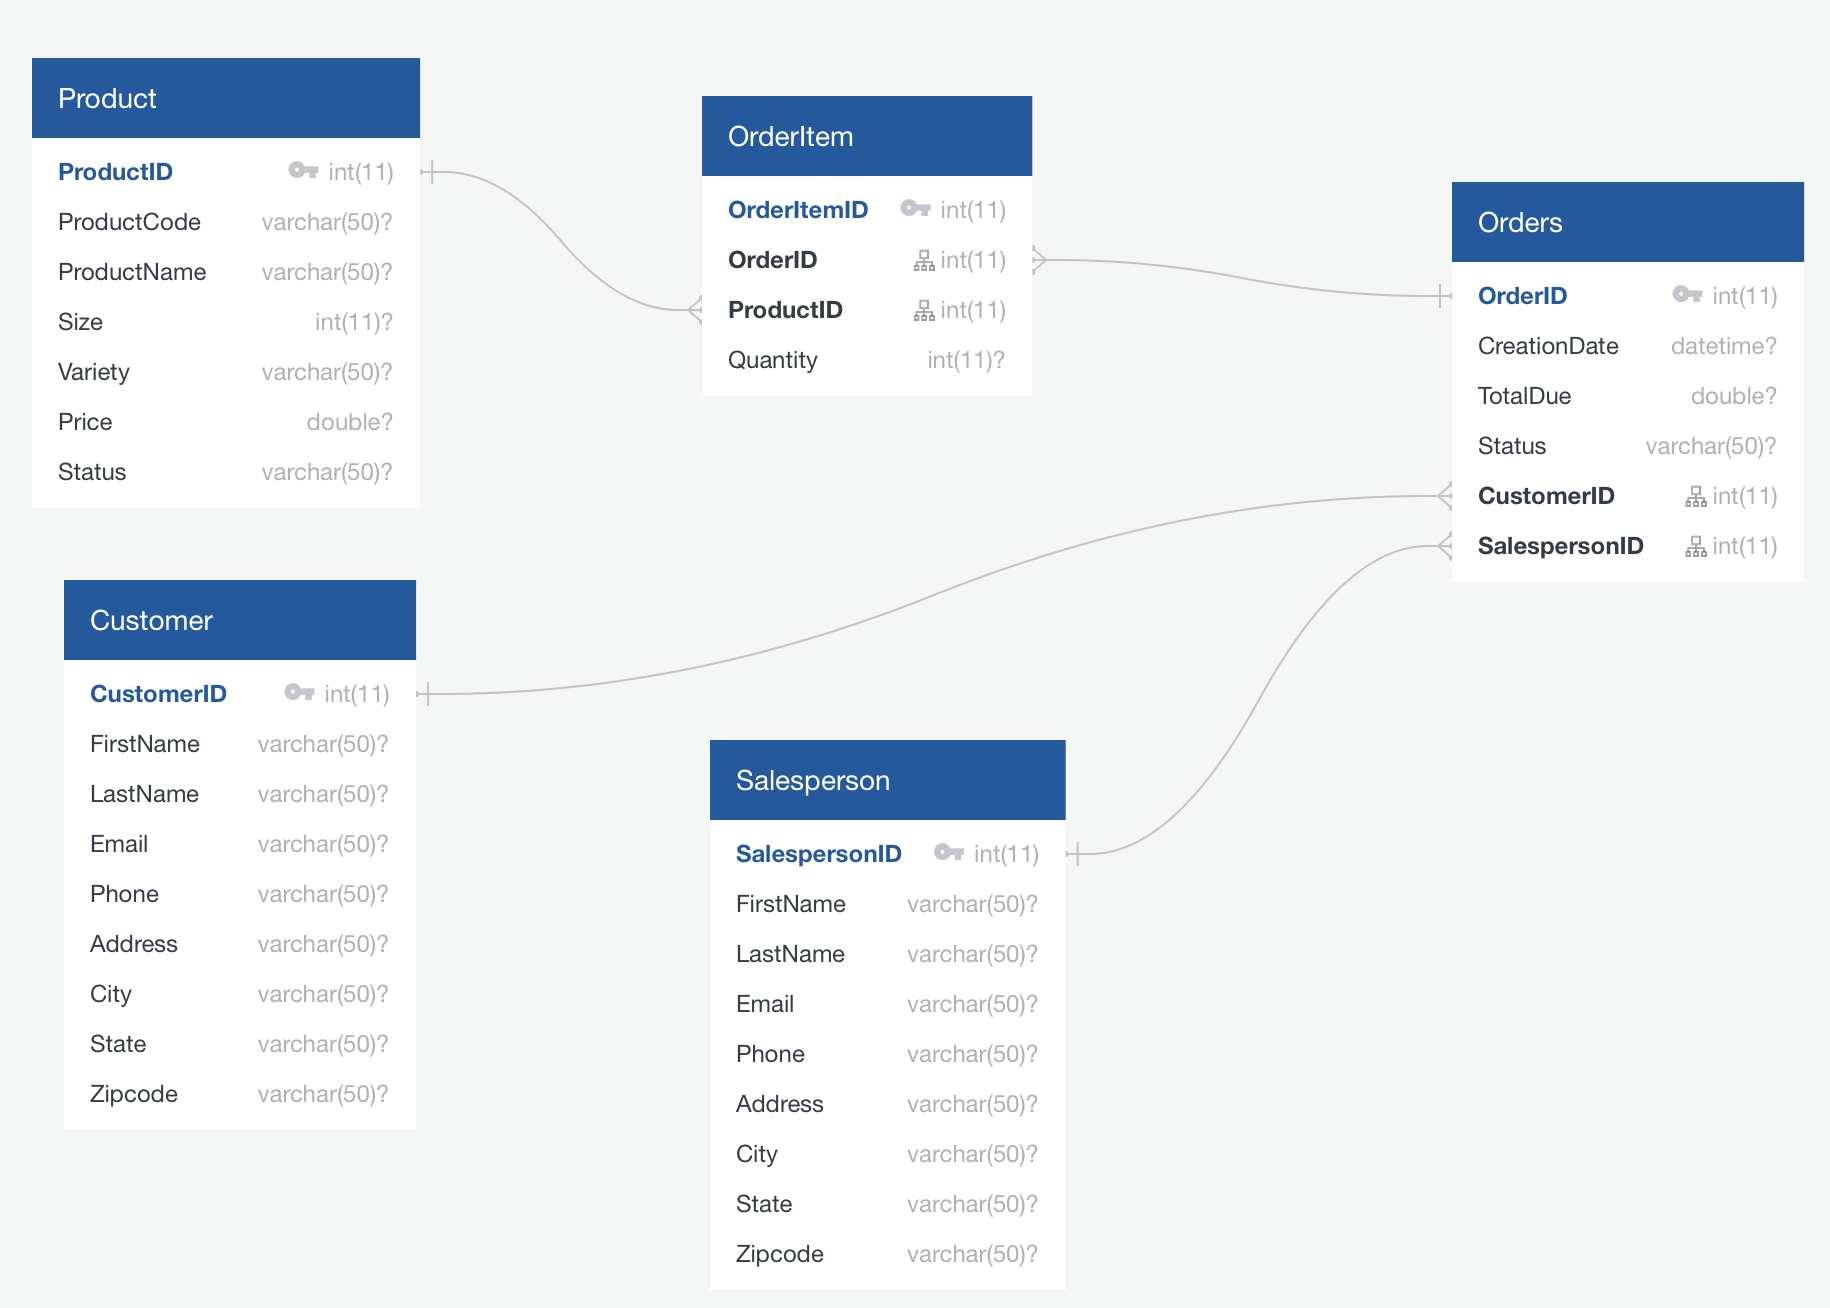 Product
ProductID int(11)
ProductCode varchar(50)?
ProductName varchar(50)?
Size int(11)?
Variety varchar(50)?
Price double?
Status varchar(50)?
OrderItem
OrderItemID int(11)
OrderID int(11)
ProductID int(11)
Quantity int(11)?
Orders
OrderID int(11)
CreationDate datetime?
TotalDue double?
Status varchar(50)?
CustomerID int(11)
SalespersonID int(11)
Customer
CustomerID int(11)
FirstName varchar(50)?
LastName varchar(50)?
Email varchar(50)?
Phone varchar(50)?
Address varchar(50)?
City varchar(50)?
State varchar(50)?
Zipcode varchar(50)?
Salesperson
SalespersonID int(11)
FirstName varchar(50)?
LastName varchar(50)?
Email varchar(50)?
Phone varchar(50)?
Address varchar(50)?
City varchar(50)?
State varchar(50)?
Zipcode varchar(50)?